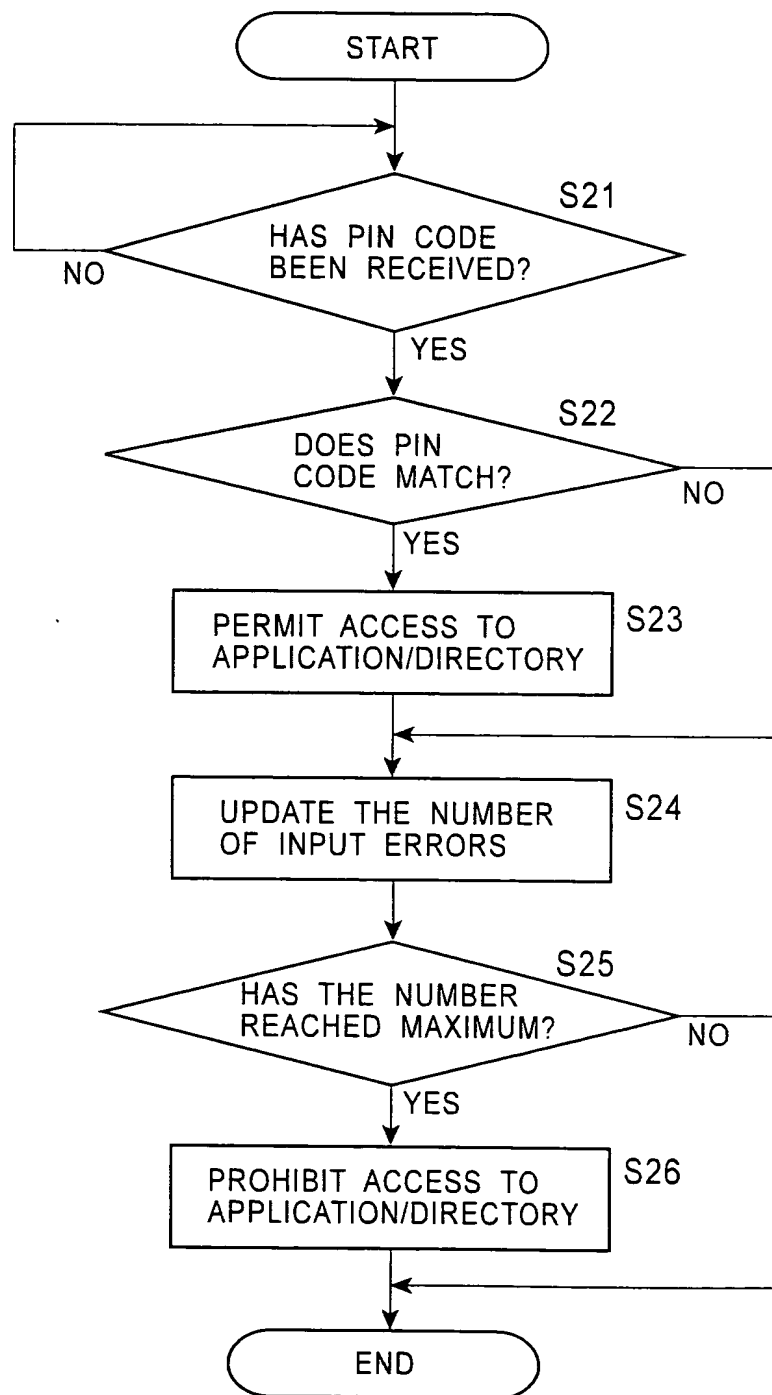 START
S21
HAS PIN CODE
BEEN RECEIVED?
NO
YES
S22
DOES PIN
CODE MATCH?
NO
YES
S23
PERMIT ACCESS TO
APPLICATION/DIRECTORY
S24
UPDATE THE NUMBER
OF INPUT ERRORS
S25
HAS THE NUMBER
REACHED MAXIMUM?
NO
YES
S26
PROHIBIT ACCESS TO
APPLICATION/DIRECTORY
END